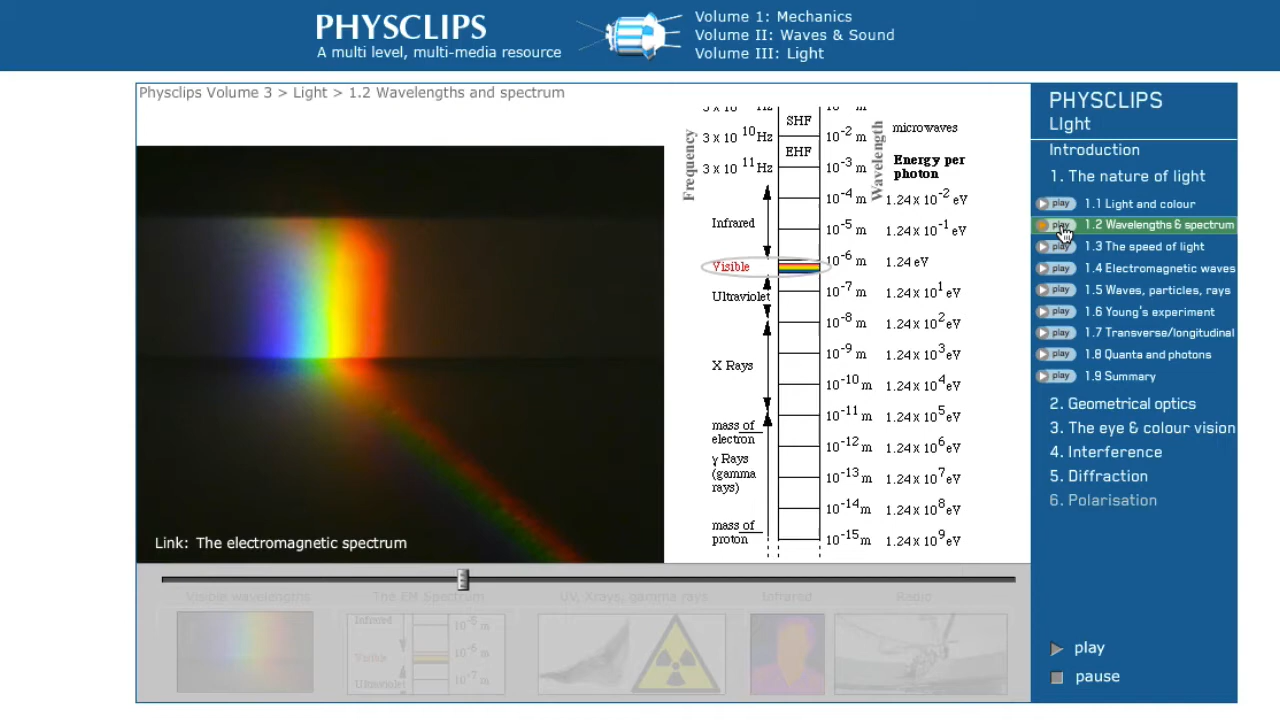 PHYSCLIPS
A multi level, multi-media resource
Volume 1: Mechanics
Volume II: Waves & Sound
Volume III: Light
Physclips Volume 3 > Light > 1.2 Wavelengths and spectrum
Frequency
Wavelength
SHF
3 x 10^10 Hz
10^-2 m
microwaves
EHF
3 x 10^11 Hz
10^-3 m
Energy per
photon
10^-4 m
1.24 x 10^-2 eV
Infrared
10^-5 m
1.24 x 10^-1 eV
Visible
10^-6 m
1.24 eV
Ultraviolet
10^-7 m
1.24 x 10^1 eV
10^-8 m
1.24 x 10^2 eV
10^-9 m
1.24 x 10^3 eV
X Rays
10^-10 m
1.24 x 10^4 eV
10^-11 m
1.24 x 10^5 eV
mass of
electron
10^-12 m
1.24 x 10^6 eV
γ Rays
(gamma
rays)
10^-13 m
1.24 x 10^7 eV
10^-14 m
1.24 x 10^8 eV
mass of
proton
10^-15 m
1.24 x 10^9 eV
Link: The electromagnetic spectrum
Visible wavelengths
The EM Spectrum
UV, Xrays, gamma rays
Infrared
Radio
Infrared
10^-5 m
Visible
10^-6 m
Ultraviolet
10^-7 m
PHYSCLIPS
LIght
Introduction
1. The nature of light
play 1.1 Light and colour
play 1.2 Wavelengths & spectrum
play 1.3 The speed of light
play 1.4 Electromagnetic waves
play 1.5 Waves, particles, rays
play 1.6 Young's experiment
play 1.7 Transverse/longitudinal
play 1.8 Quanta and photons
play 1.9 Summary
2. Geometrical optics
3. The eye & colour vision
4. Interference
5. Diffraction
6. Polarisation
play
pause